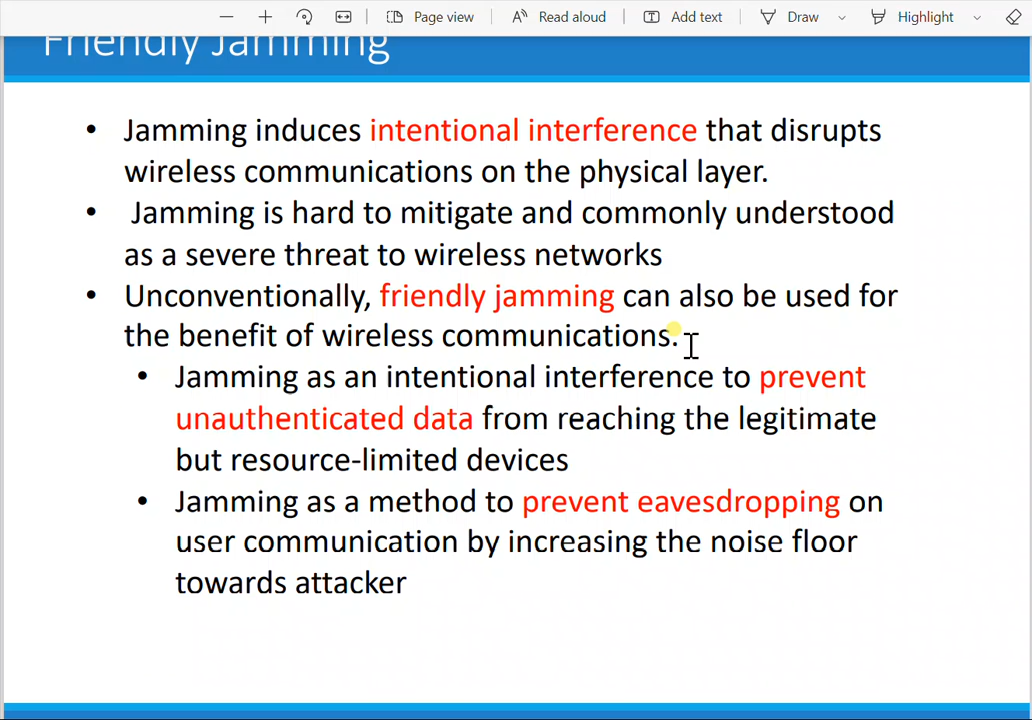 Page view
Read aloud
Add text
Draw
Highlight
Friendly Jamming
• Jamming induces intentional interference that disrupts
wireless communications on the physical layer.
• Jamming is hard to mitigate and commonly understood
as a severe threat to wireless networks
• Unconventionally, friendly jamming can also be used for
the benefit of wireless communications.
• Jamming as an intentional interference to prevent
unauthenticated data from reaching the legitimate
but resource-limited devices
• Jamming as a method to prevent eavesdropping on
user communication by increasing the noise floor
towards attacker